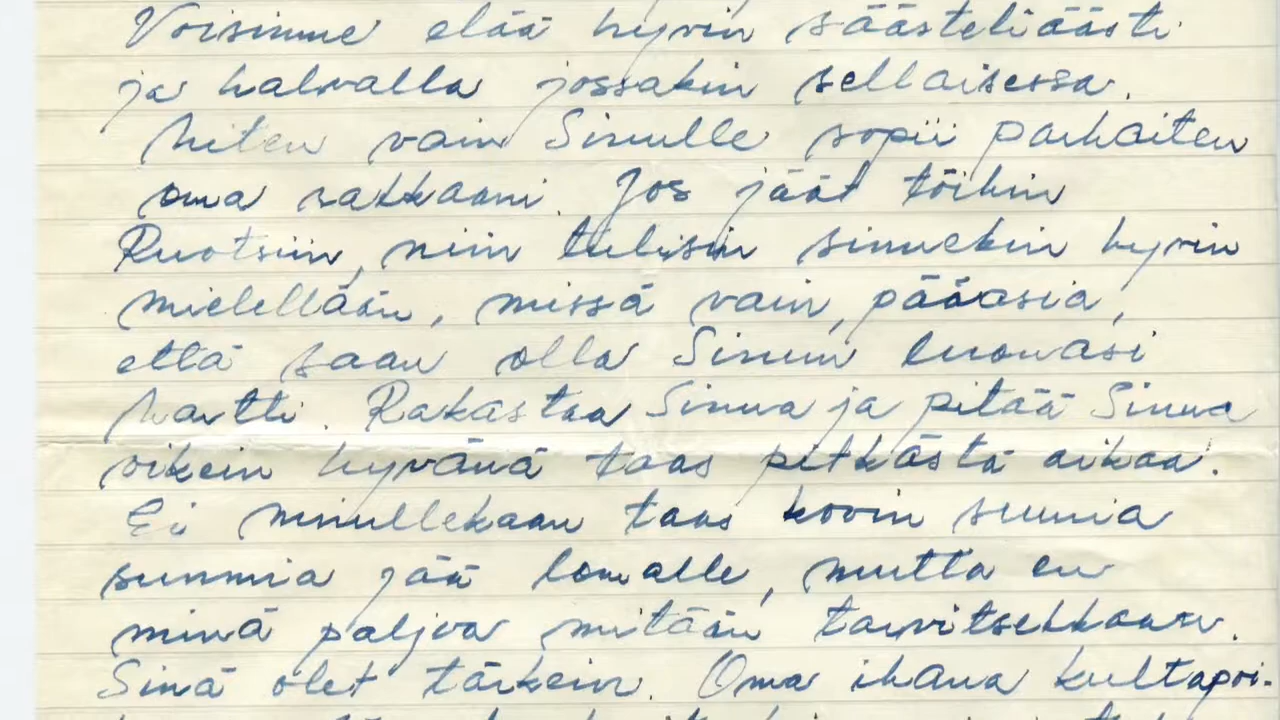 Voisimme elää hyvin säästeliäästi
ja halvalla jossakin sellaisessa.
Miten vain Sinulle sopii parhaiten
oma rakkaani. Jos jäät töihin
Ruotsiin, niin tulisin sinnekin hyvin
mielelläni, missä vain, pääasia,
että saan olla Sinun luonasi
kartti. Rakastaa Sinua ja pitää Sinua
oikein hyvänä taas pitkästä aikaa.
Ei minullekaan taas kovin suuria
summia jää lomalle, mutta en
minä paljoa mitään tarvitsekkaan.
Sinä olet tärkein. Oma ihana kultapoi-